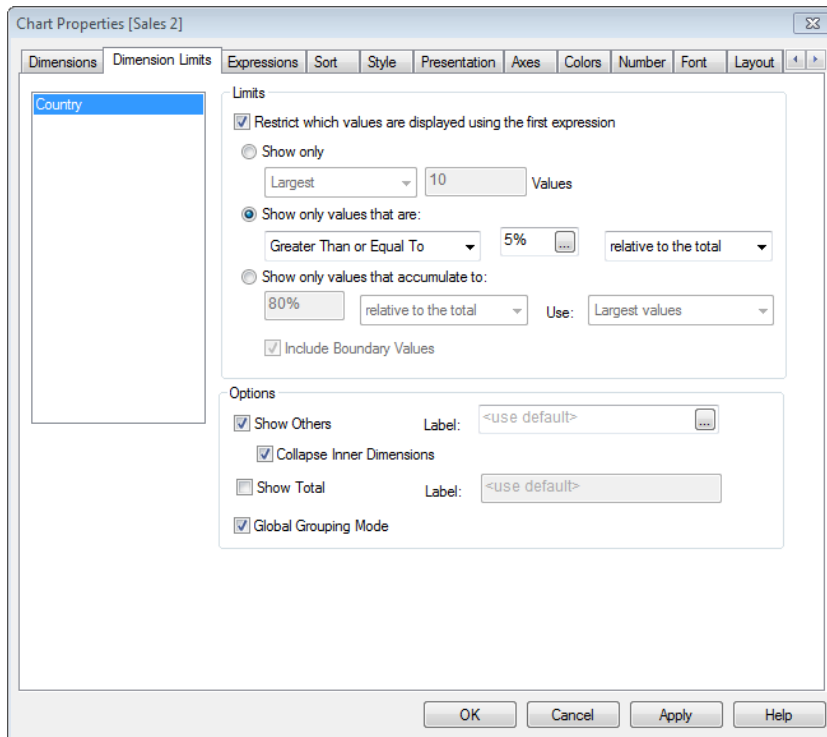 Chart Properties [Sales 2]
Dimensions Dimension Limits Expressions Sort Style Presentation Axes Colors Number Font Layout
Country
Limits
Restrict which values are displayed using the first expression
Show only
Largest 10 Values
Show only values that are:
Greater Than or Equal To 5% ... relative to the total
Show only values that accumulate to:
80% relative to the total Use: Largest values
Include Boundary Values
Options
Show Others Label: <use default> ...
Collapse Inner Dimensions
Show Total Label: <use default>
Global Grouping Mode
OK Cancel Apply Help